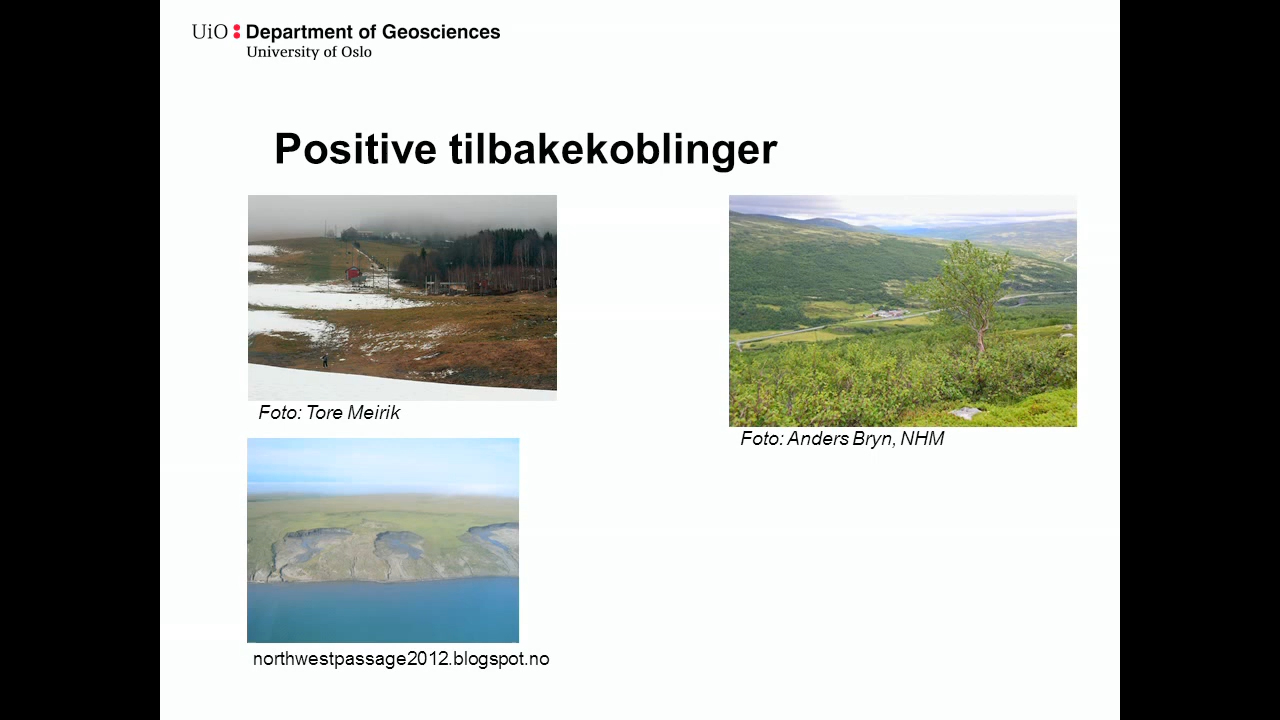 UiO : Department of Geosciences
University of Oslo
Positive tilbakekoblinger
Foto: Tore Meirik
Foto: Anders Bryn, NHM
northwestpassage2012.blogspot.no